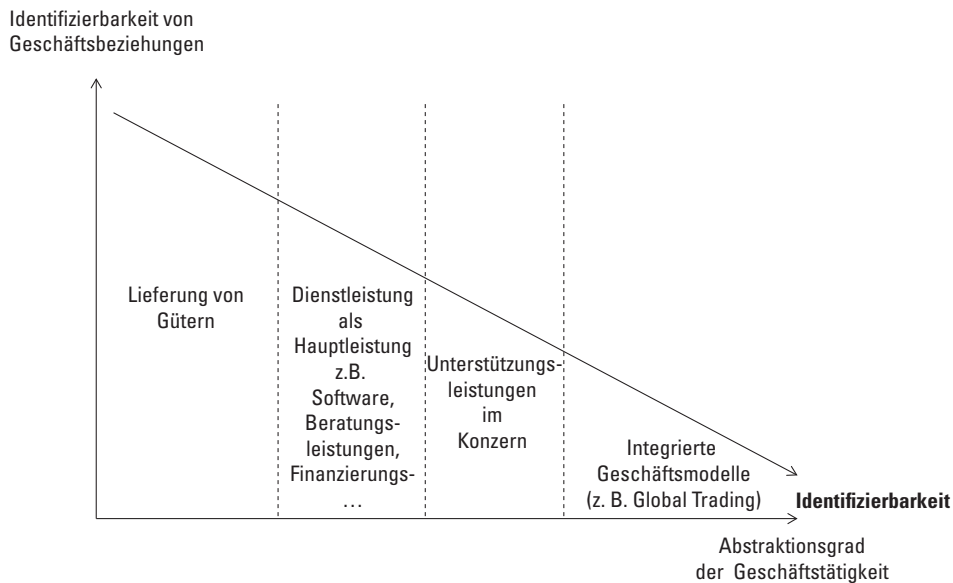 Identifizierbarkeit von
Geschäftsbeziehungen
Lieferung von
Gütern
Dienstleistung
als
Hauptleistung
z.B.
Software,
Beratungs-
leistungen,
Finanzierungs-
…
Unterstützungs-
leistungen
im
Konzern
Integrierte
Geschäftsmodelle
(z. B. Global Trading)
Identifizierbarkeit
Abstraktionsgrad
der Geschäftstätigkeit